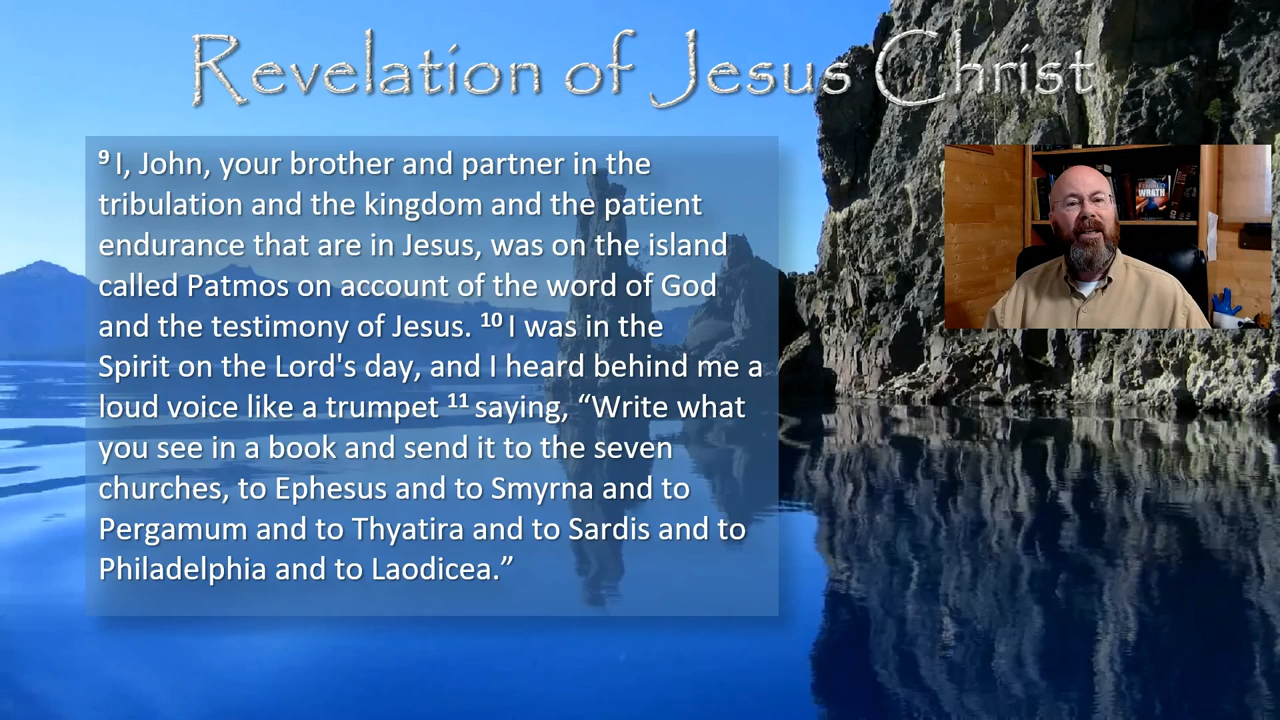 Revelation of Jesus Christ
9 I, John, your brother and partner in the
tribulation and the kingdom and the patient
endurance that are in Jesus, was on the island
called Patmos on account of the word of God
and the testimony of Jesus. 10 I was in the
Spirit on the Lord's day, and I heard behind me a
loud voice like a trumpet 11 saying, “Write what
you see in a book and send it to the seven
churches, to Ephesus and to Smyrna and to
Pergamum and to Thyatira and to Sardis and to
Philadelphia and to Laodicea.”
WRATH